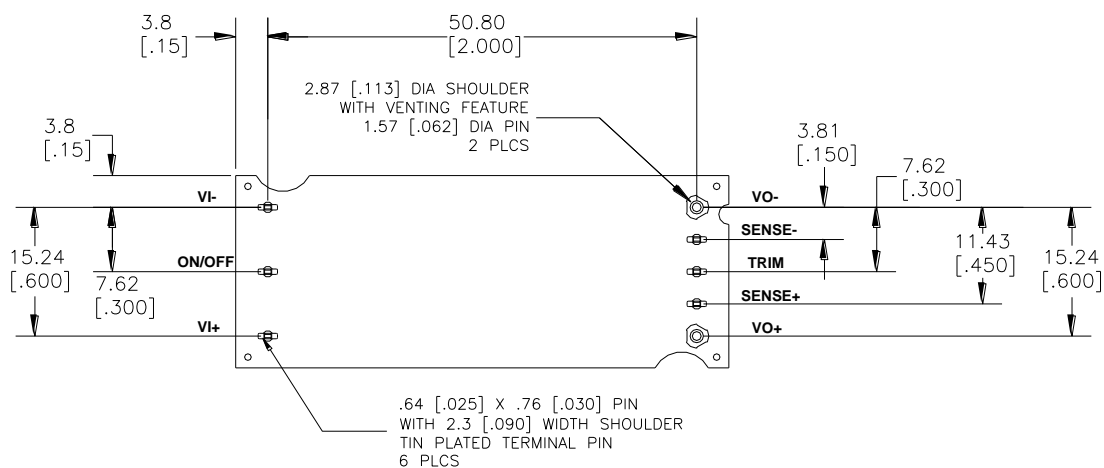 3.8
[.15]
50.80
[2.000]
2.87 [.113] DIA SHOULDER
WITH VENTING FEATURE
1.57 [.062] DIA PIN
2 PLCS
3.8
[.15]
3.81
[.150]
7.62
[.300]
VI-
VO-
SENSE-
ON/OFF
TRIM
SENSE+
VI+
VO+
15.24
[.600]
7.62
[.300]
11.43
[.450]
15.24
[.600]
.64 [.025] X .76 [.030] PIN
WITH 2.3 [.090] WIDTH SHOULDER
TIN PLATED TERMINAL PIN
6 PLCS